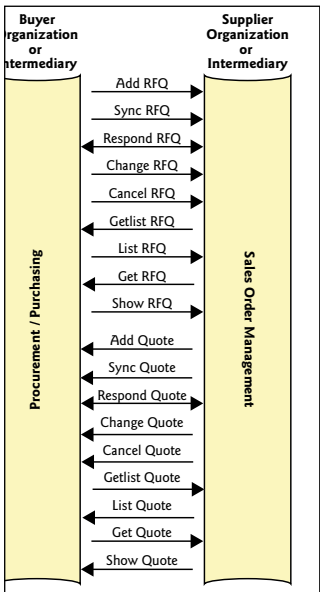 Buyer
Organization
or
Intermediary
Supplier
Organization
or
Intermediary
Add RFQ
Sync RFQ
Respond RFQ
Change RFQ
Cancel RFQ
Getlist RFQ
List RFQ
Get RFQ
Show RFQ
Add Quote
Sync Quote
Respond Quote
Change Quote
Cancel Quote
Getlist Quote
List Quote
Get Quote
Show Quote
Procurement / Purchasing
Sales Order Management